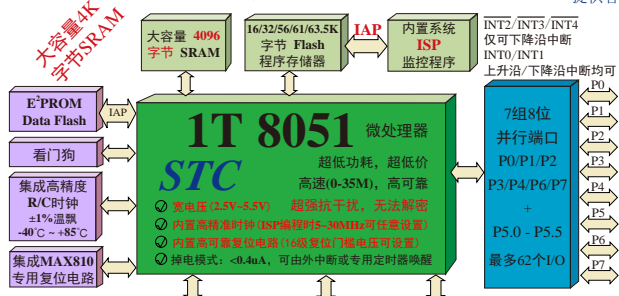 大容量4K
字节SRAM
大容量 4096
字节 SRAM
16/32/56/61/63.5K
字节 Flash
程序存储器
IAP
内置系统
ISP
监控程序
INT2/INT3/INT4
仅可下降沿中断
INT0/INT1
上升沿/下降沿中断均可
E²PROM
Data Flash
IAP
看门狗
集成高精度
R/C时钟
±1%温飘
-40℃ ~ +85℃
集成MAX810
专用复位电路
1T 8051 微处理器
STC
超低功耗，超低价
高速(0-35M)，高可靠
宽电压(2.5V~5.5V) 超强抗干扰，无法解密
内置高精准时钟(ISP编程时5~30MHz可任意设置)
内置高可靠复位电路(16级复位门槛电压可设置)
掉电模式：<0.4uA，可由外中断或专用定时器唤醒
7组8位
并行端口
P0/P1/P2
P3/P4/P6/P7
+
P5.0 - P5.5
最多62个I/O
P0
P1
P2
P3
P4
P5
P6
P7